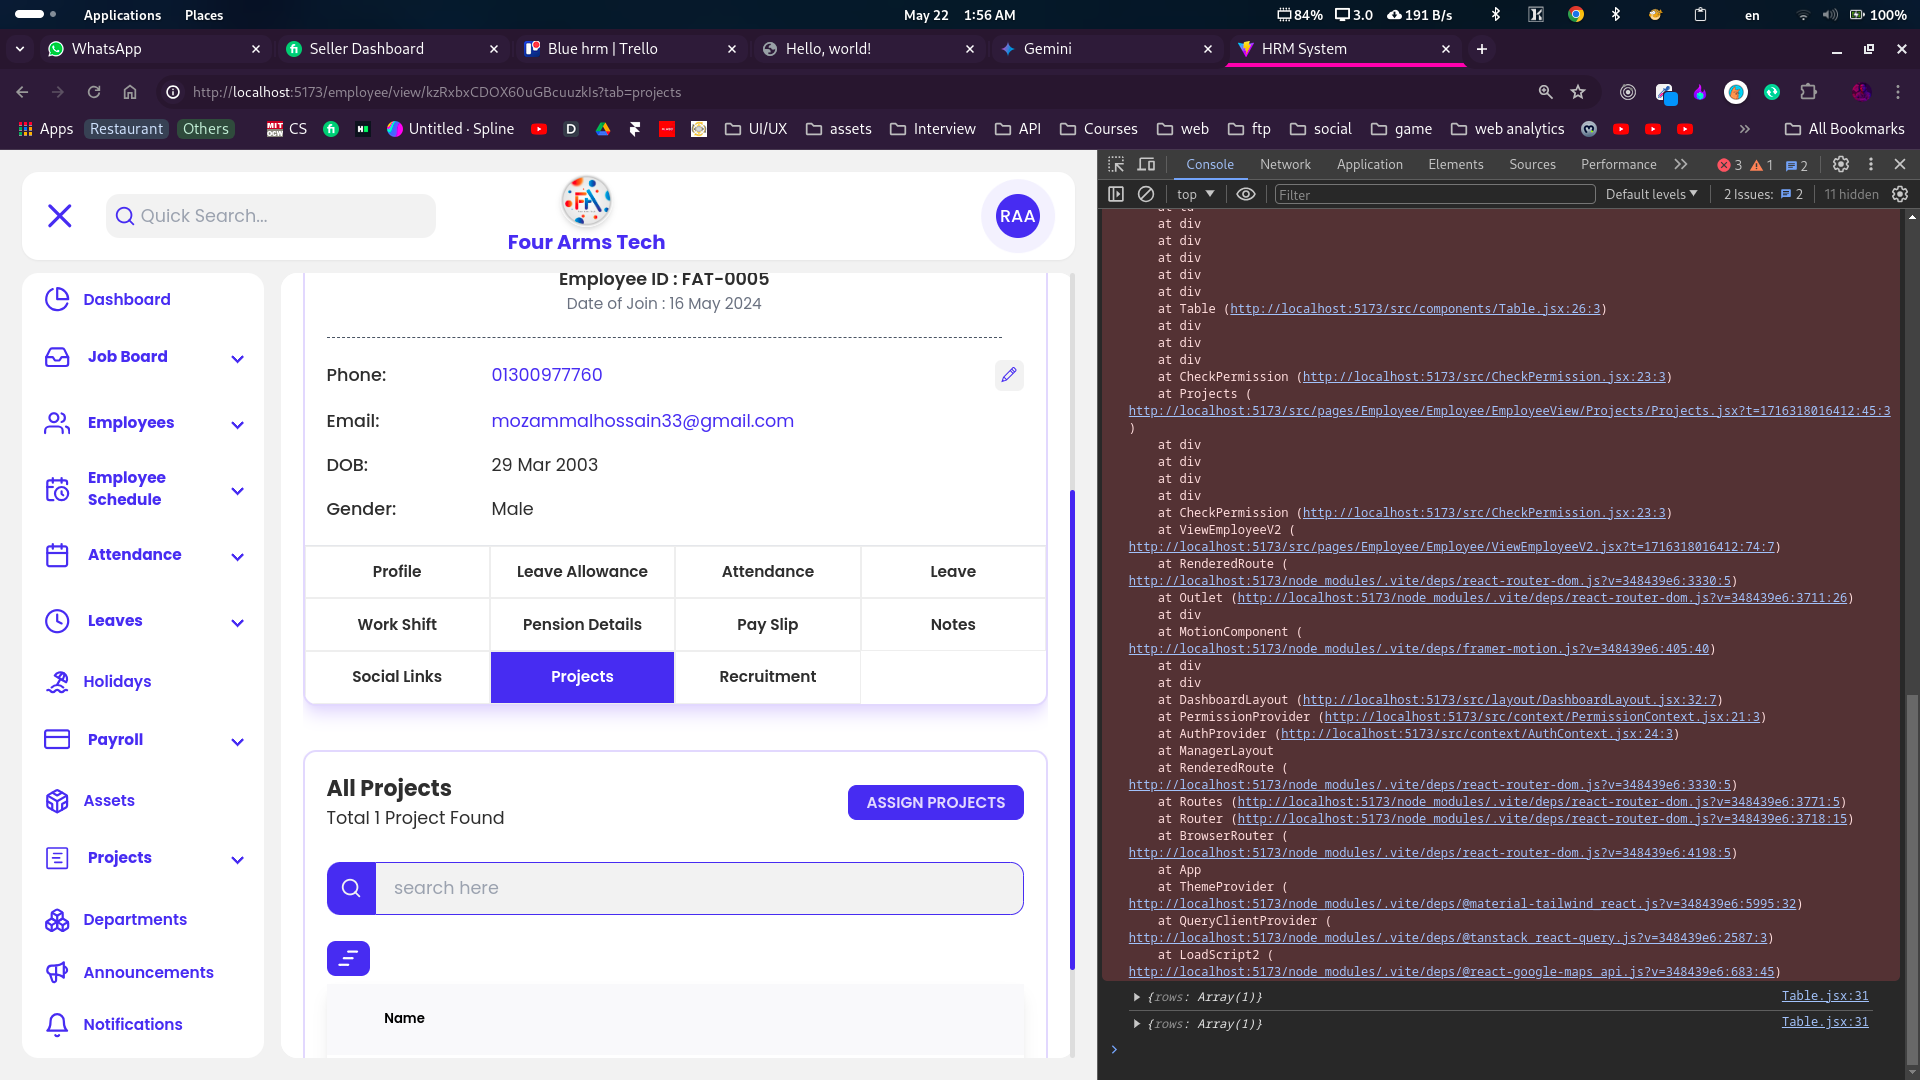 Applications Places May 22 1:56 AM 84% 3.0 191 B/s en 100%
WhatsApp Seller Dashboard Blue hrm | Trello Hello, world! Gemini HRM System
http://localhost:5173/employee/view/kzRxbxCDOX60uGBcuuzkIs?tab=projects
Apps Restaurant Others MIT OCW CS Untitled · Spline D UI/UX assets Interview API Courses web ftp social game web analytics All Bookmarks
Quick Search...
Four Arms Tech
RAA
Dashboard
Job Board
Employees
Employee
Schedule
Attendance
Leaves
Holidays
Payroll
Assets
Projects
Departments
Announcements
Notifications
Employee ID : FAT-0005
Date of Join : 16 May 2024
Phone: 01300977760
Email: mozammalhossain33@gmail.com
DOB: 29 Mar 2003
Gender: Male
Profile Leave Allowance Attendance Leave
Work Shift Pension Details Pay Slip Notes
Social Links Projects Recruitment
All Projects
Total 1 Project Found
ASSIGN PROJECTS
search here
Name
Console Network Application Elements Sources Performance 3 1 2
top Filter Default levels 2 Issues: 2 11 hidden
at div
at div
at div
at div
at div
at Table (http://localhost:5173/src/components/Table.jsx:26:3)
at div
at div
at div
at CheckPermission (http://localhost:5173/src/CheckPermission.jsx:23:3)
at Projects (
http://localhost:5173/src/pages/Employee/Employee/EmployeeView/Projects/Projects.jsx?t=1716318016412:45:3
)
at div
at div
at div
at div
at CheckPermission (http://localhost:5173/src/CheckPermission.jsx:23:3)
at ViewEmployeeV2 (
http://localhost:5173/src/pages/Employee/Employee/ViewEmployeeV2.jsx?t=1716318016412:74:7)
at RenderedRoute (
http://localhost:5173/node_modules/.vite/deps/react-router-dom.js?v=348439e6:3330:5)
at Outlet (http://localhost:5173/node_modules/.vite/deps/react-router-dom.js?v=348439e6:3711:26)
at div
at MotionComponent (
http://localhost:5173/node_modules/.vite/deps/framer-motion.js?v=348439e6:405:40)
at div
at div
at DashboardLayout (http://localhost:5173/src/layout/DashboardLayout.jsx:32:7)
at PermissionProvider (http://localhost:5173/src/context/PermissionContext.jsx:21:3)
at AuthProvider (http://localhost:5173/src/context/AuthContext.jsx:24:3)
at ManagerLayout
at RenderedRoute (
http://localhost:5173/node_modules/.vite/deps/react-router-dom.js?v=348439e6:3330:5)
at Routes (http://localhost:5173/node_modules/.vite/deps/react-router-dom.js?v=348439e6:3771:5)
at Router (http://localhost:5173/node_modules/.vite/deps/react-router-dom.js?v=348439e6:3718:15)
at BrowserRouter (
http://localhost:5173/node_modules/.vite/deps/react-router-dom.js?v=348439e6:4198:5)
at App
at ThemeProvider (
http://localhost:5173/node_modules/.vite/deps/@material-tailwind_react.js?v=348439e6:5995:32)
at QueryClientProvider (
http://localhost:5173/node_modules/.vite/deps/@tanstack_react-query.js?v=348439e6:2587:3)
at LoadScript2 (
http://localhost:5173/node_modules/.vite/deps/@react-google-maps_api.js?v=348439e6:683:45)
{rows: Array(1)} Table.jsx:31
{rows: Array(1)} Table.jsx:31